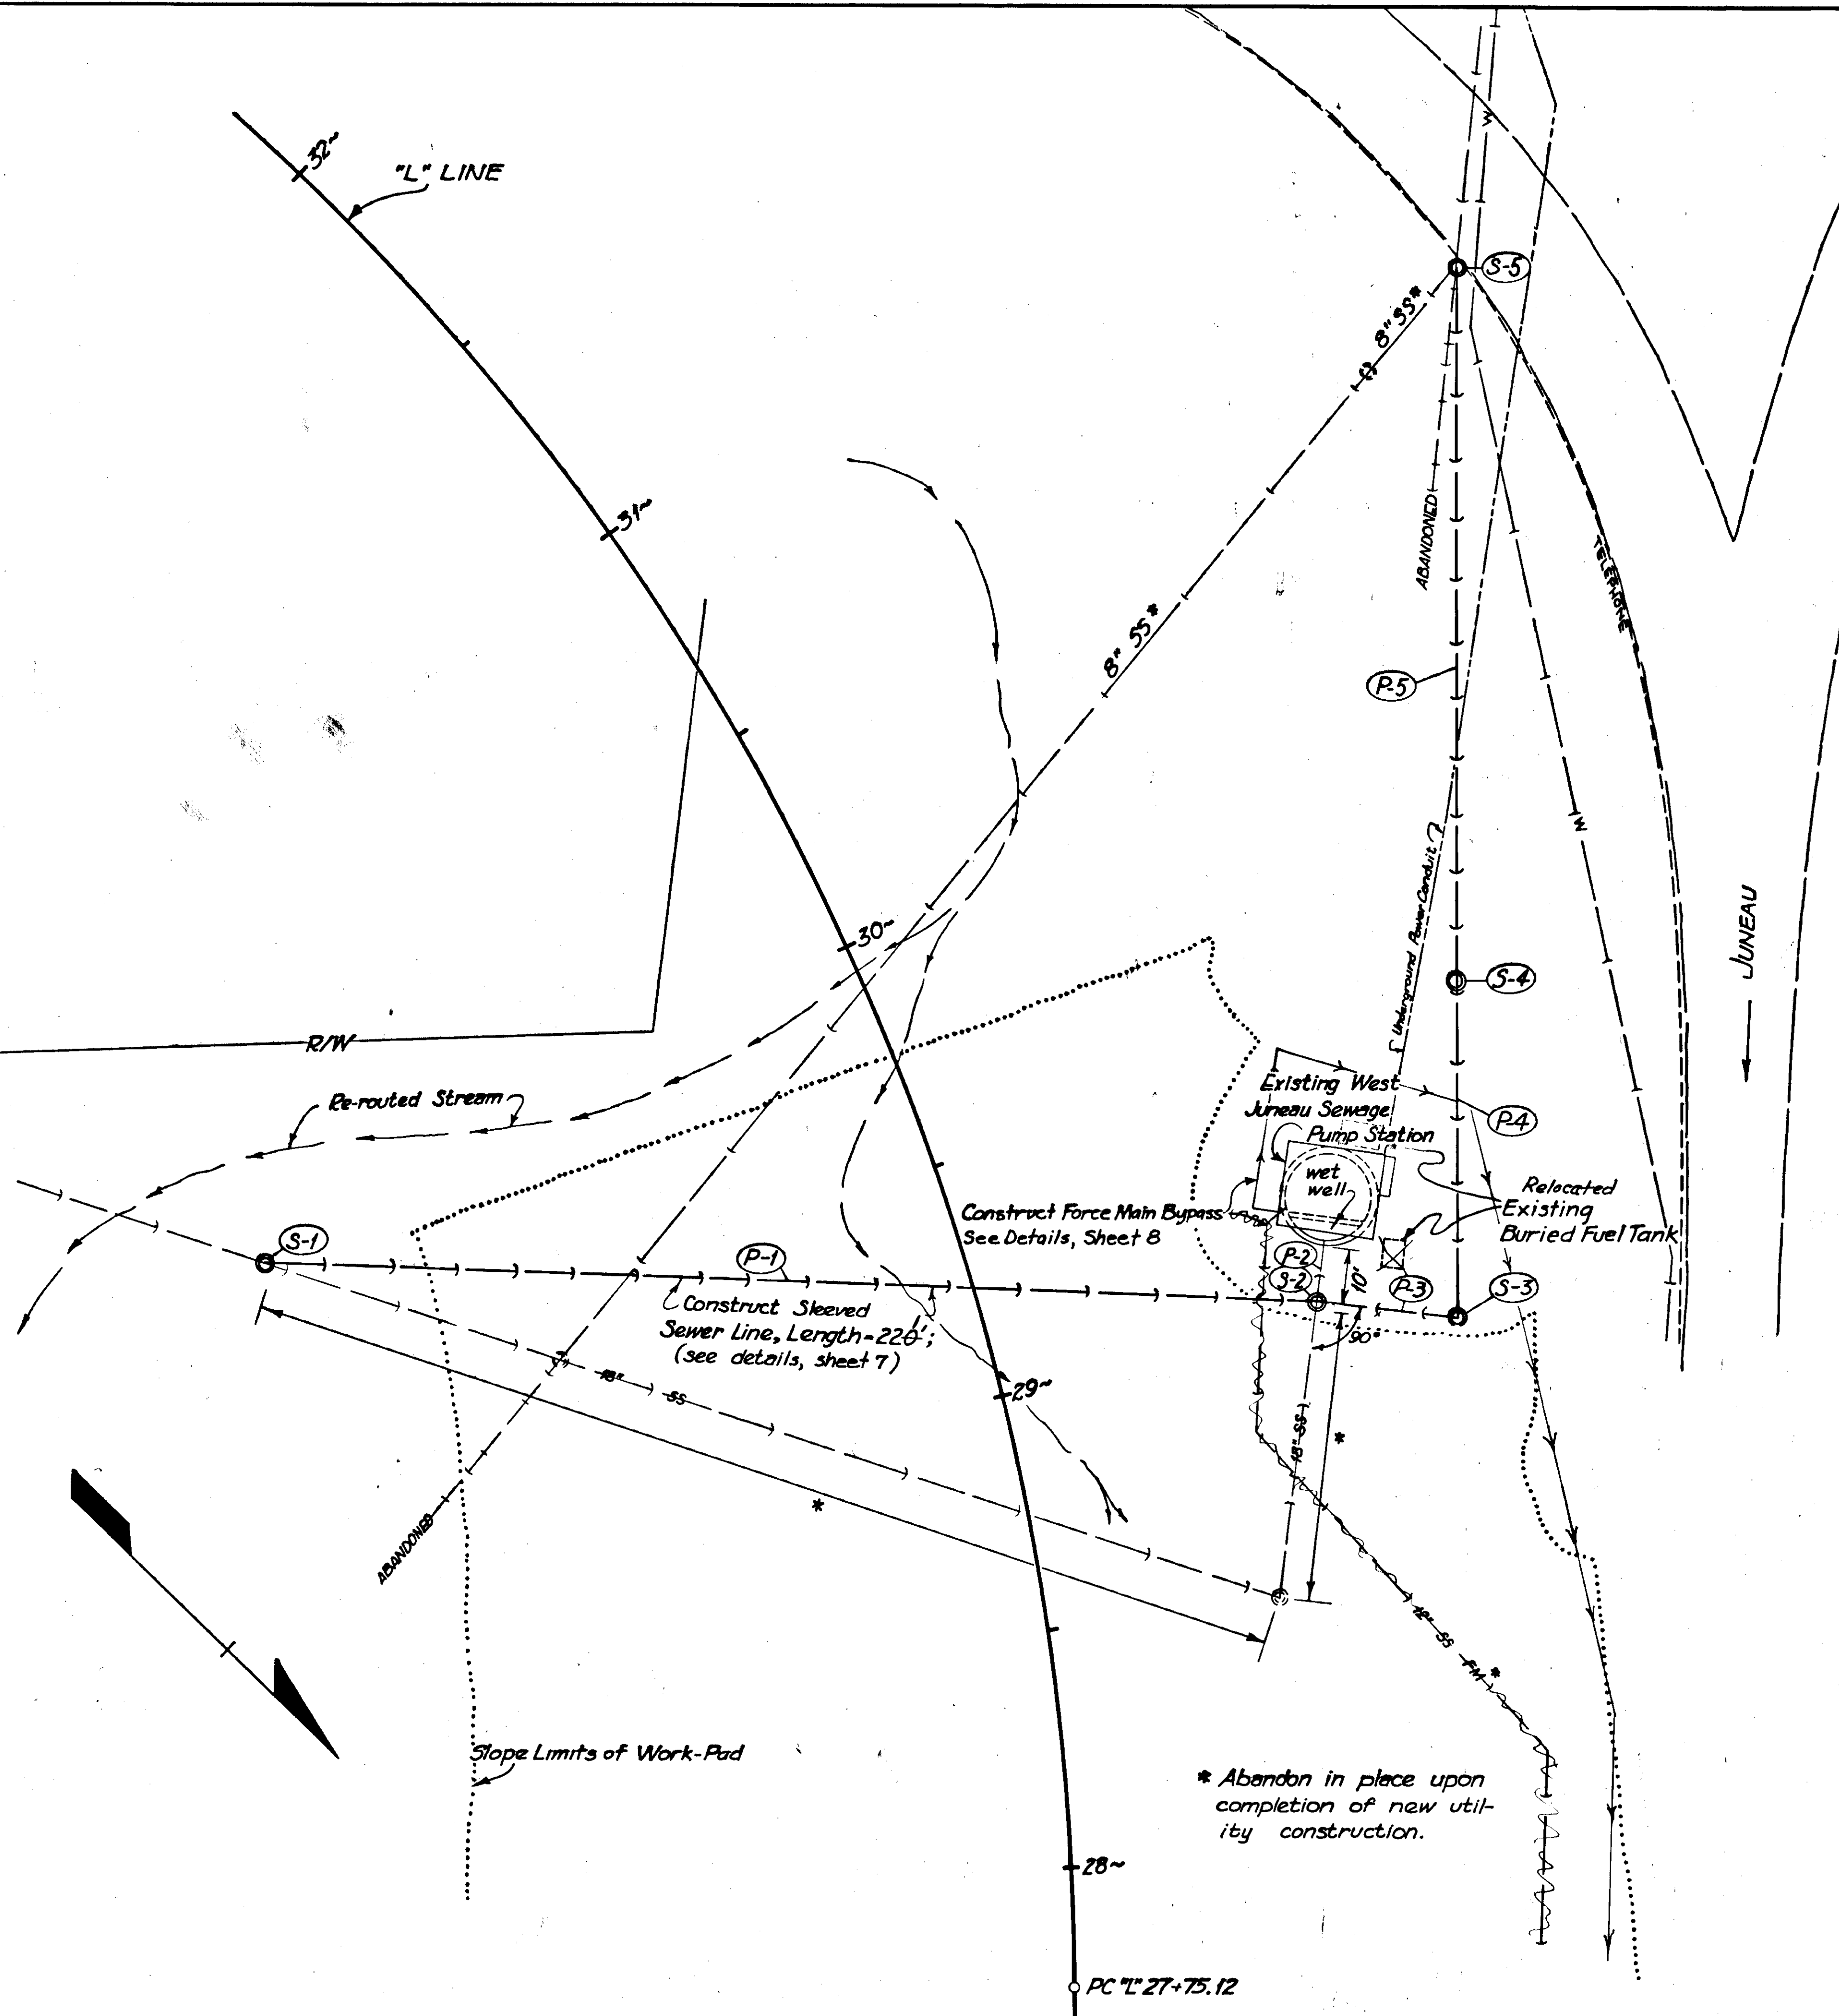 32~
"L" LINE
W
S-5
8" SS*
31~
ABANDONED
TELEPHONE
8" SS*
P-5
W
Underground Power Conduit
30~
JUNEAU
S-4
R/W
Existing West
Juneau Sewage
Pump Station
Re-routed Stream
P-4
wet
well
Relocated
Existing
Buried Fuel Tank
Construct Force Main Bypass
See Details, Sheet 8
S-1
P-1
P-2
S-2
10'
P-3
S-3
Construct Sleeved
Sewer Line, Length=220';
(see details, sheet 7)
90°
18" SS
29~
18" SS
*
*
ABANDONED
12" SS FM*
Slope Limits of Work-Pad
* Abandon in place upon
completion of new util-
ity construction.
28~
PC "L" 27+75.12